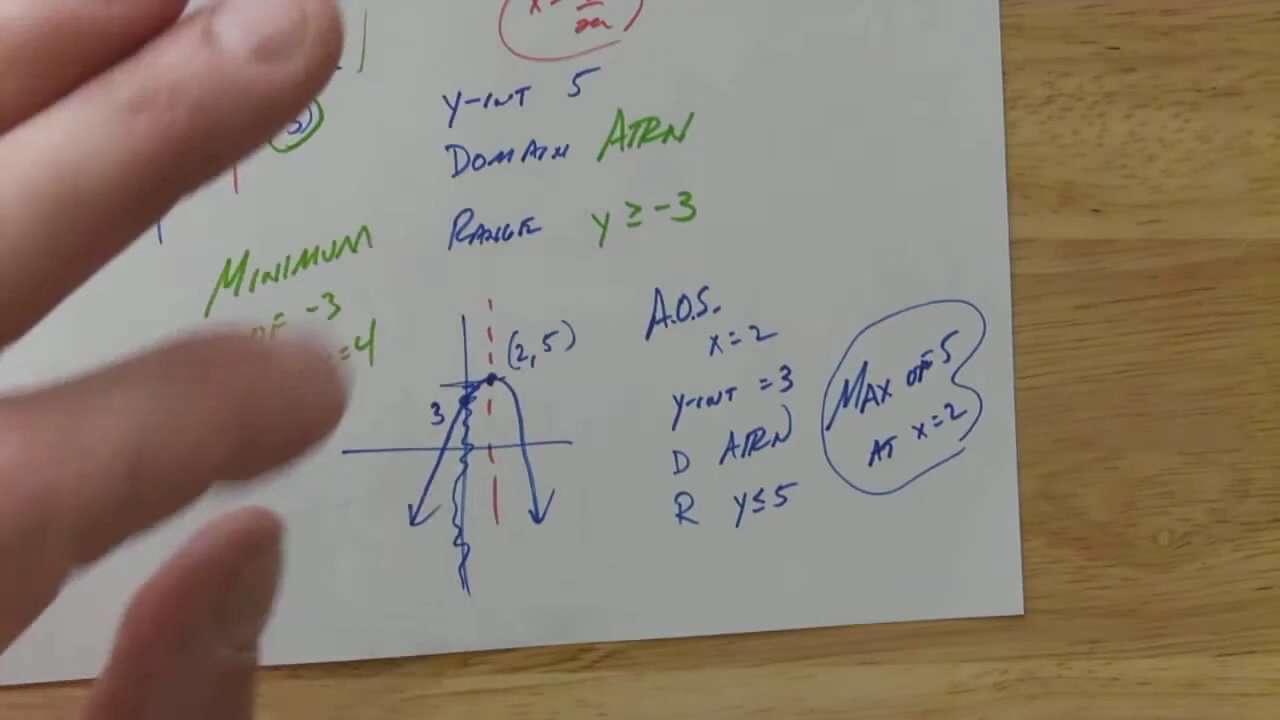 Y-INT 5
DOMAIN ATRN
RANGE y ≥ -3
MINIMUM
OF -3
=4
(2,5)
3
A.O.S.
x=2
y-INT =3
D ATRN
R y≤5
MAX OF 5
AT x=2